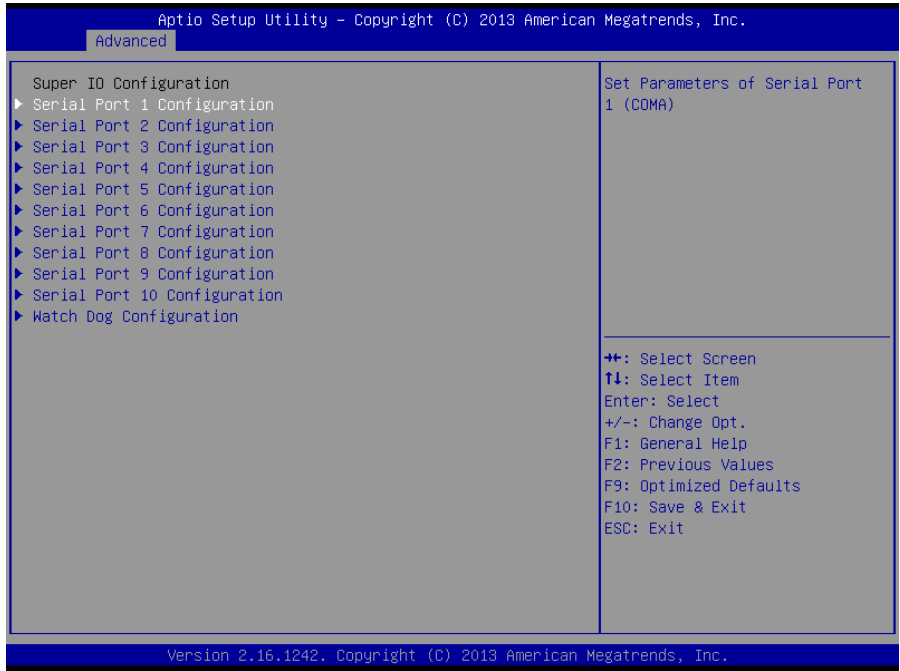 Aptio Setup Utility – Copyright (C) 2013 American Megatrends, Inc.
Advanced
Super IO Configuration
Serial Port 1 Configuration
Serial Port 2 Configuration
Serial Port 3 Configuration
Serial Port 4 Configuration
Serial Port 5 Configuration
Serial Port 6 Configuration
Serial Port 7 Configuration
Serial Port 8 Configuration
Serial Port 9 Configuration
Serial Port 10 Configuration
Watch Dog Configuration
Set Parameters of Serial Port
1 (COMA)
→←: Select Screen
↑↓: Select Item
Enter: Select
+/-: Change Opt.
F1: General Help
F2: Previous Values
F9: Optimized Defaults
F10: Save & Exit
ESC: Exit
Version 2.16.1242. Copyright (C) 2013 American Megatrends, Inc.